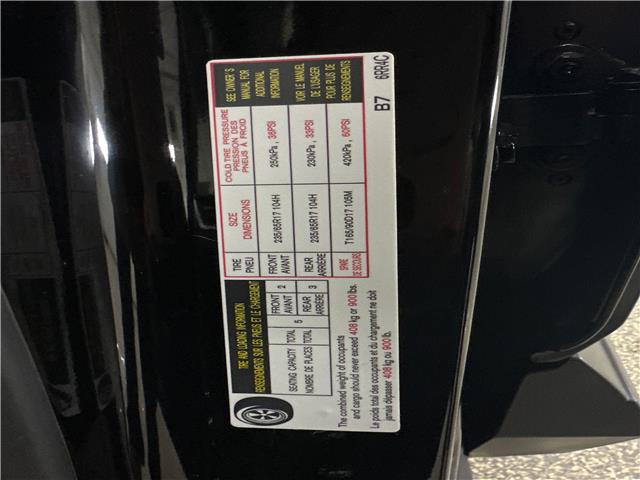 TIRE AND LOADING INFORMATION
RENSEIGNEMENTS SUR LES PNEUS ET LE CHARGEMENT
SEATING CAPACITY TOTAL 5 FRONT 2
NOMBRE DE PLACES TOTAL AVANT
REAR 3
ARRIÈRE
The combined weight of occupants
and cargo should never exceed 408 kg or 900 lbs.
Le poids total des occupants et du chargement ne doit
jamais dépasser 408 kg ou 900 lb.
TIRE
PNEU
SIZE
DIMENSIONS
COLD TIRE PRESSURE
PRESSION DES
PNEUS À FROID
FRONT
AVANT
235/65R17 104H
250kPa, 36PSI
REAR
ARRIÈRE
235/65R17 104H
230kPa, 33PSI
SPARE
DE SECOURS
T165/90D17 105M
420kPa, 60PSI
SEE OWNER'S
MANUAL FOR
ADDITIONAL
INFORMATION
VOIR LE MANUEL
DE L'USAGER
POUR PLUS DE
RENSEIGNEMENTS
B7 6RR4C